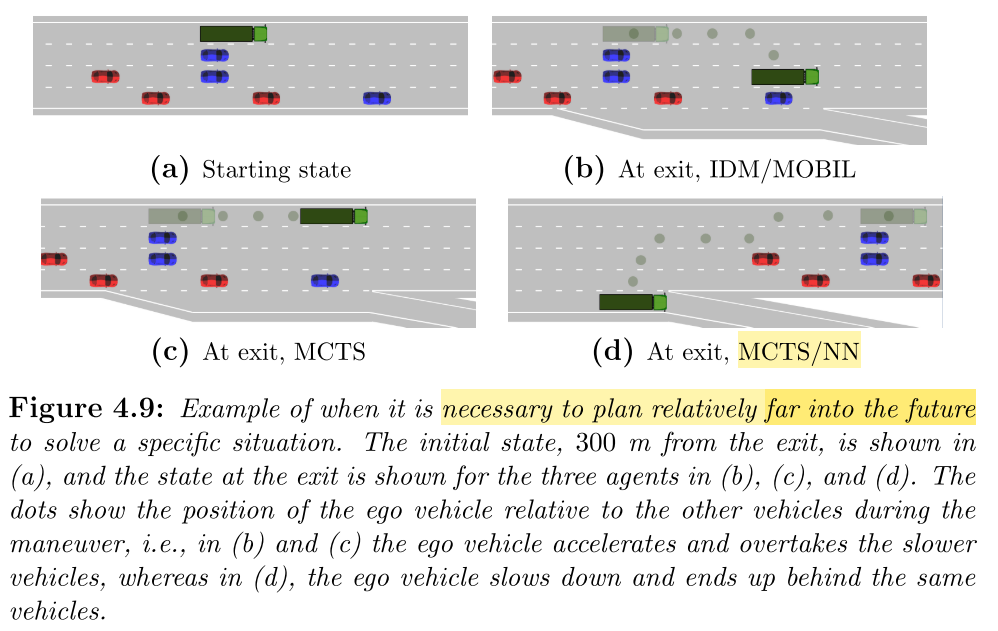 (a) Starting state
(b) At exit, IDM/MOBIL
(c) At exit, MCTS
(d) At exit, MCTS/NN
Figure 4.9: Example of when it is necessary to plan relatively far into the future
to solve a specific situation. The initial state, 300 m from the exit, is shown in
(a), and the state at the exit is shown for the three agents in (b), (c), and (d). The
dots show the position of the ego vehicle relative to the other vehicles during the
maneuver, i.e., in (b) and (c) the ego vehicle accelerates and overtakes the slower
vehicles, whereas in (d), the ego vehicle slows down and ends up behind the same
vehicles.